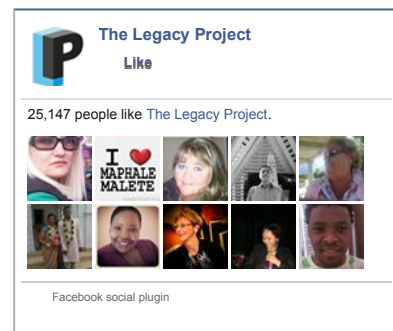 The Legacy Project
Like
25,147 people like The Legacy Project.
I ❤
MAPHALE
MALETE
Facebook social plugin